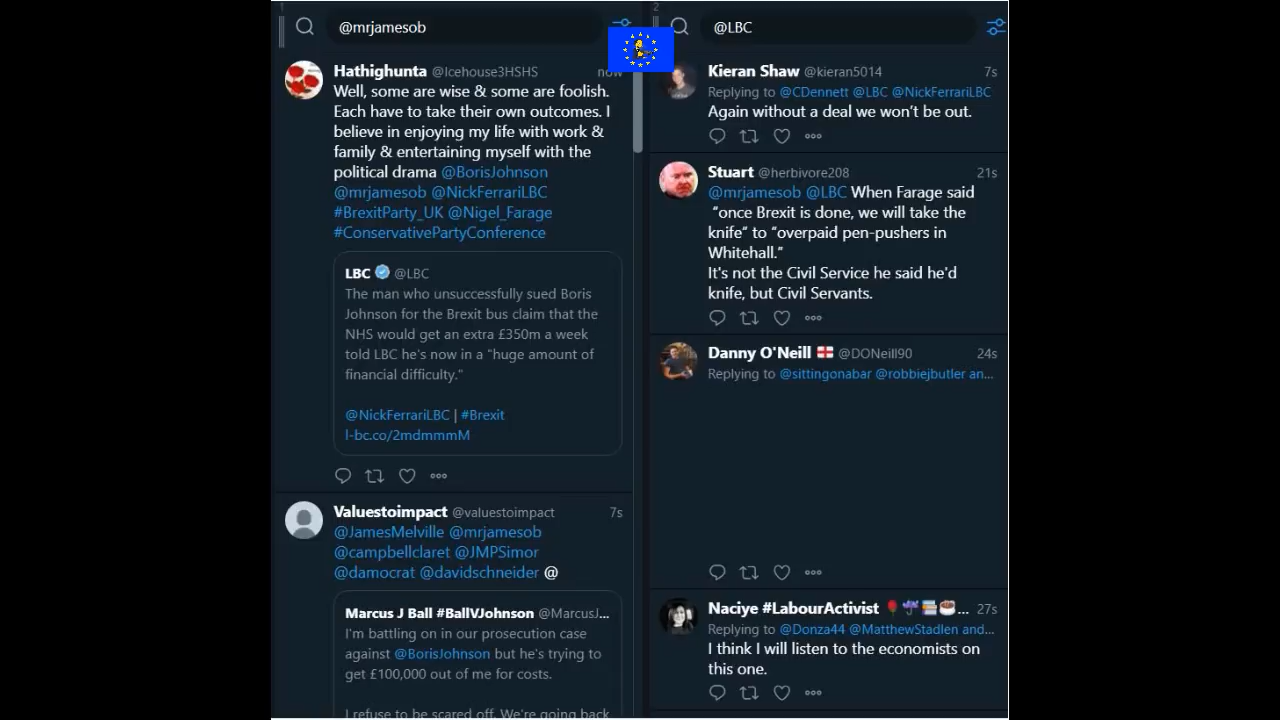 1
@mrjamesob
Hathighunta @Icehouse3HSHS now
Well, some are wise & some are foolish.
Each have to take their own outcomes. I
believe in enjoying my life with work &
family & entertaining myself with the
political drama @BorisJohnson
@mrjamesob @NickFerrariLBC
#BrexitParty_UK @Nigel_Farage
#ConservativePartyConference
LBC @LBC
The man who unsuccessfully sued Boris
Johnson for the Brexit bus claim that the
NHS would get an extra £350m a week
told LBC he's now in a "huge amount of
financial difficulty."
@NickFerrariLBC | #Brexit
l-bc.co/2mdmmmM
Valuestoimpact @valuestoimpact 7s
@JamesMelville @mrjamesob
@campbellclaret @JMPSimor
@damocrat @davidschneider @
Marcus J Ball #BallVJohnson @MarcusJ...
I'm battling on in our prosecution case
against @BorisJohnson but he's trying to
get £100,000 out of me for costs.
I refuse to be scared off. We're going back
2
@LBC
Kieran Shaw @kieran5014 7s
Replying to @CDennett @LBC @NickFerrariLBC
Again without a deal we won’t be out.
Stuart @herbivore208 21s
@mrjamesob @LBC When Farage said
“once Brexit is done, we will take the
knife“ to “overpaid pen-pushers in
Whitehall.”
It's not the Civil Service he said he'd
knife, but Civil Servants.
Danny O'Neill @DONeill90 24s
Replying to @sittingonabar @robbiejbutler an...
Naciye #LabourActivist ... 27s
Replying to @Donza44 @MatthewStadlen and...
I think I will listen to the economists on
this one.